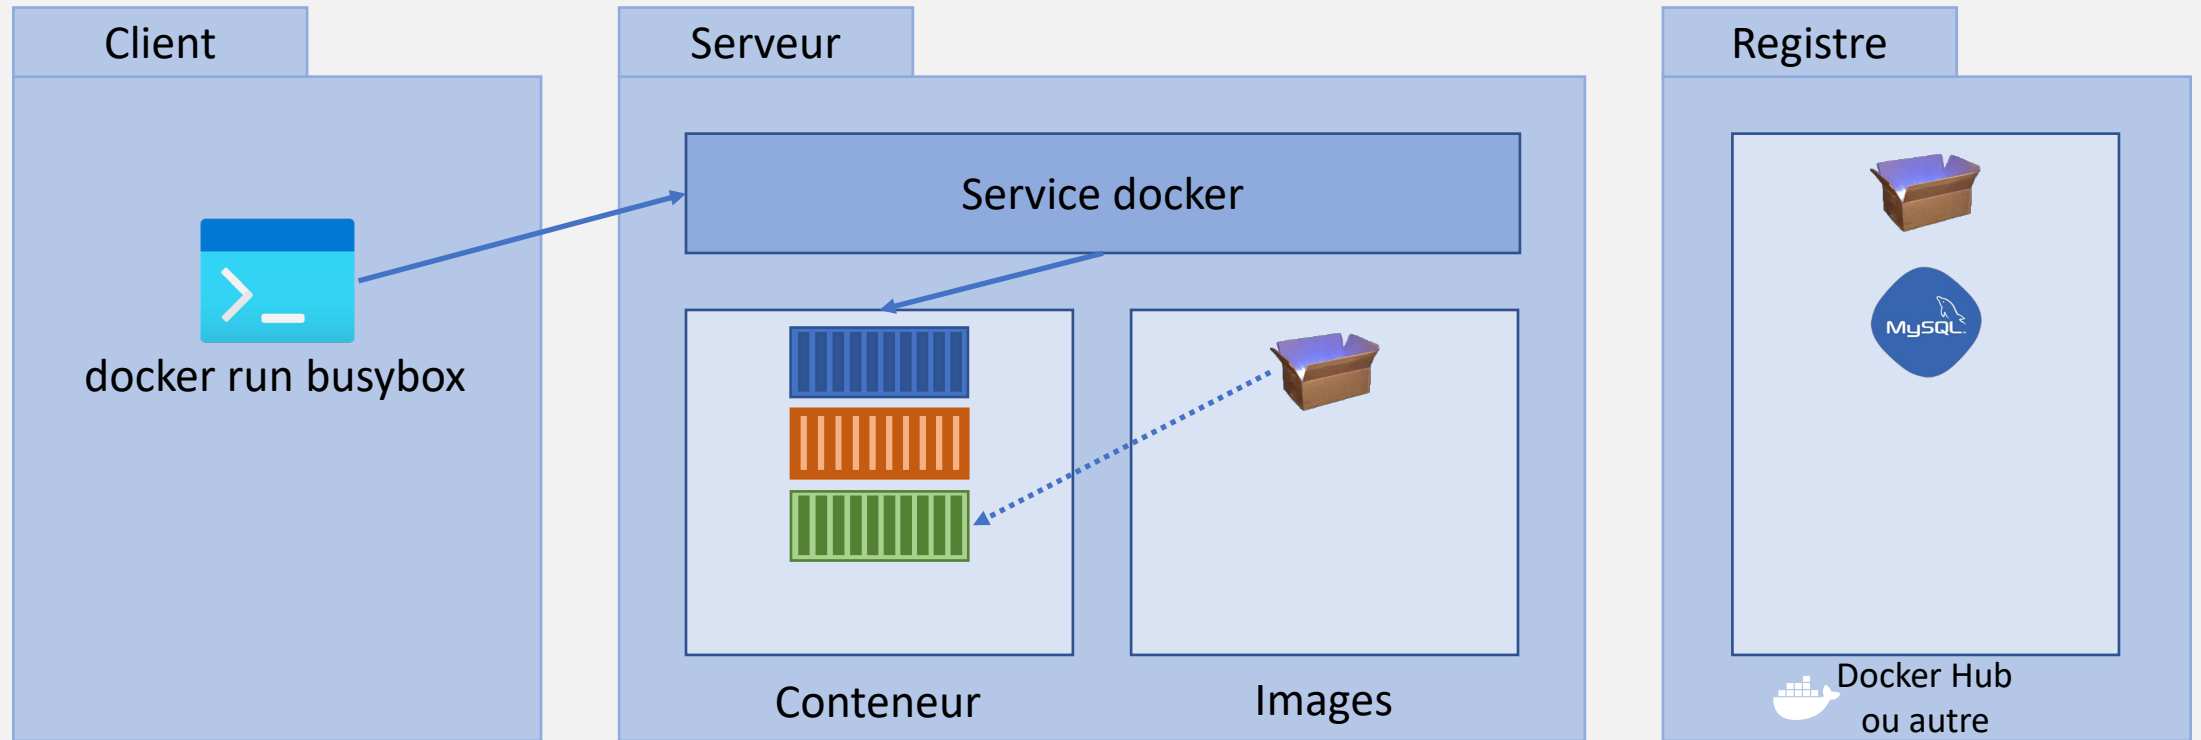 Client
Serveur
Registre
Service docker
>_
docker run busybox
MySQL
Conteneur
Images
Docker Hub
ou autre